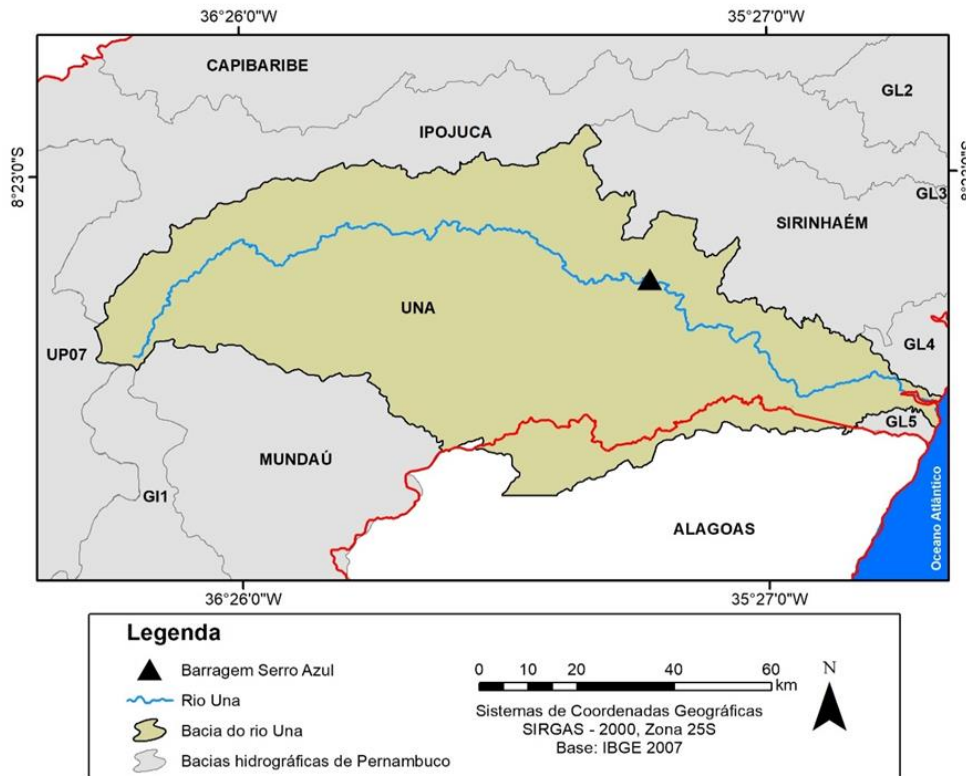 36°26'0"W
35°27'0"W
CAPIBARIBE
GL2
IPOJUCA
8°23'0"S
GL3
SIRINHAÉM
UNA
UP07
GL4
GL5
MUNDAÚ
GI1
ALAGOAS
Oceano Atlântico
36°26'0"W
35°27'0"W
Legenda
Barragem Serro Azul
Rio Una
Bacia do rio Una
Bacias hidrográficas de Pernambuco
0 10 20 40 60
km
N
Sistemas de Coordenadas Geográficas
SIRGAS - 2000, Zona 25S
Base: IBGE 2007